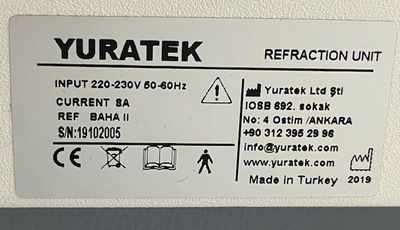 YURATEK
REFRACTION UNIT
INPUT 220-230V 50-60Hz
CURRENT 8A
REF BAHA II
S/N:19102005
CE
Yuratek Ltd Şti
IOSB 692. sokak
No: 4 Ostim /ANKARA
+90 312 395 29 96
info@yuratek.com
www.yuratek.com
Made in Turkey
2019